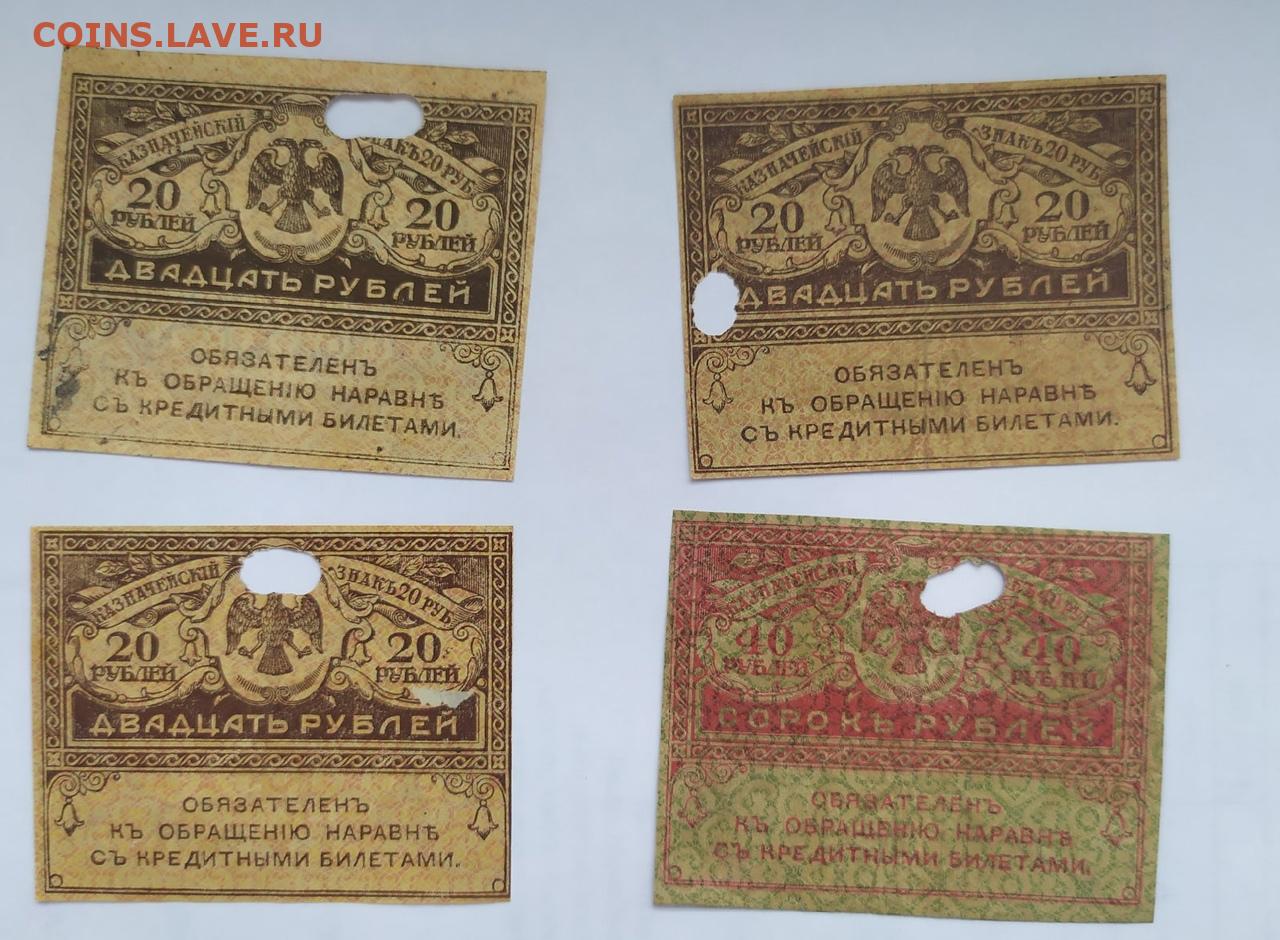 COINS.LAVE.RU
КАЗНАЧЕЙСКІЙ ЗНАКЪ 20 РУБ.
20 РУБЛЕЙ
20 РУБЛЕЙ
ДВАДЦАТЬ РУБЛЕЙ
ОБЯЗАТЕЛЕНЪ
КЪ ОБРАЩЕНІЮ НАРАВНѢ
СЪ КРЕДИТНЫМИ БИЛЕТАМИ.
КАЗНАЧЕЙСКІЙ ЗНАКЪ 20 РУБ.
20 РУБЛЕЙ
20 РУБЛЕЙ
ДВАДЦАТЬ РУБЛЕЙ
ОБЯЗАТЕЛЕНЪ
КЪ ОБРАЩЕНІЮ НАРАВНѢ
СЪ КРЕДИТНЫМИ БИЛЕТАМИ.
КАЗНАЧЕЙСКІЙ ЗНАКЪ 20 РУБ.
20 РУБЛЕЙ
20 РУБЛЕЙ
ДВАДЦАТЬ РУБЛЕЙ
ОБЯЗАТЕЛЕНЪ
КЪ ОБРАЩЕНІЮ НАРАВНѢ
СЪ КРЕДИТНЫМИ БИЛЕТАМИ.
КАЗНАЧЕЙСКІЙ
40 РУБЛЕЙ
40 РУБЛЕЙ
СОРОКЪ РУБЛЕЙ
ОБЯЗАТЕЛЕНЪ
КЪ ОБРАЩЕНІЮ НАРАВНѢ
СЪ КРЕДИТНЫМИ БИЛЕТАМИ.